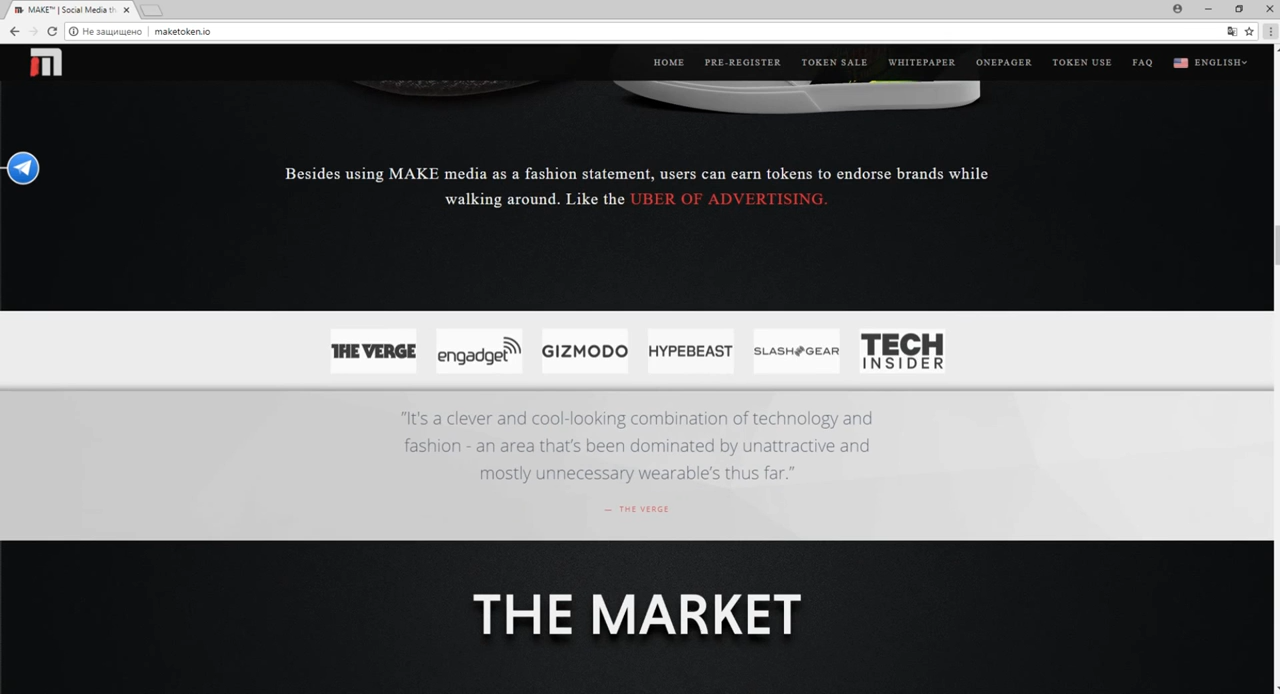 MAKE™ | Social Media th
Не защищено
maketoken.io
HOME
PRE-REGISTER
TOKEN SALE
WHITEPAPER
ONEPAGER
TOKEN USE
FAQ
ENGLISH
Besides using MAKE media as a fashion statement, users can earn tokens to endorse brands while
walking around. Like the UBER OF ADVERTISING.
THE VERGE
engadget
GIZMODO
HYPEBEAST
SLASHGEAR
TECH
INSIDER
"It's a clever and cool-looking combination of technology and
fashion - an area that's been dominated by unattractive and
mostly unnecessary wearable's thus far."
— THE VERGE
THE MARKET